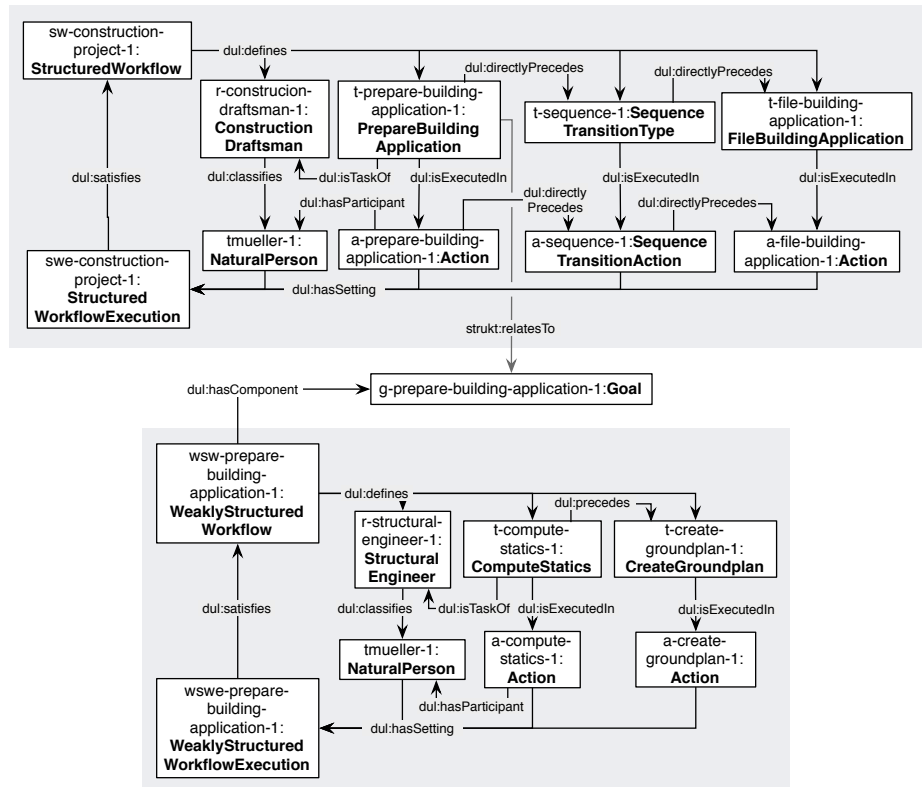 sw-construction-
project-1:
StructuredWorkflow
dul:defines
dul:directlyPrecedes
dul:directlyPrecedes
r-construcion-
draftsman-1:
Construction
Draftsman
t-prepare-building-
application-1:
PrepareBuilding
Application
t-sequence-1:Sequence
TransitionType
t-file-building-
application-1:
FileBuildingApplication
dul:satisfies
dul:classifies
dul:isTaskOf
dul:isExecutedIn
dul:isExecutedIn
dul:isExecutedIn
dul:hasParticipant
dul:directly
Precedes
dul:directlyPrecedes
tmueller-1:
NaturalPerson
a-prepare-building-
application-1:Action
a-sequence-1:Sequence
TransitionAction
a-file-building-
application-1:Action
swe-construction-
project-1:
Structured
WorkflowExecution
dul:hasSetting
strukt:relatesTo
dul:hasComponent
g-prepare-building-application-1:Goal
wsw-prepare-
building-
application-1:
WeaklyStructured
Workflow
dul:defines
dul:precedes
r-structural-
engineer-1:
Structural
Engineer
t-compute-
statics-1:
ComputeStatics
t-create-
groundplan-1:
CreateGroundplan
dul:satisfies
dul:classifies
dul:isTaskOf
dul:isExecutedIn
dul:isExecutedIn
tmueller-1:
NaturalPerson
a-compute-
statics-1:
Action
a-create-
groundplan-1:
Action
wswe-prepare-
building-
application-1:
WeaklyStructured
WorkflowExecution
dul:hasParticipant
dul:hasSetting